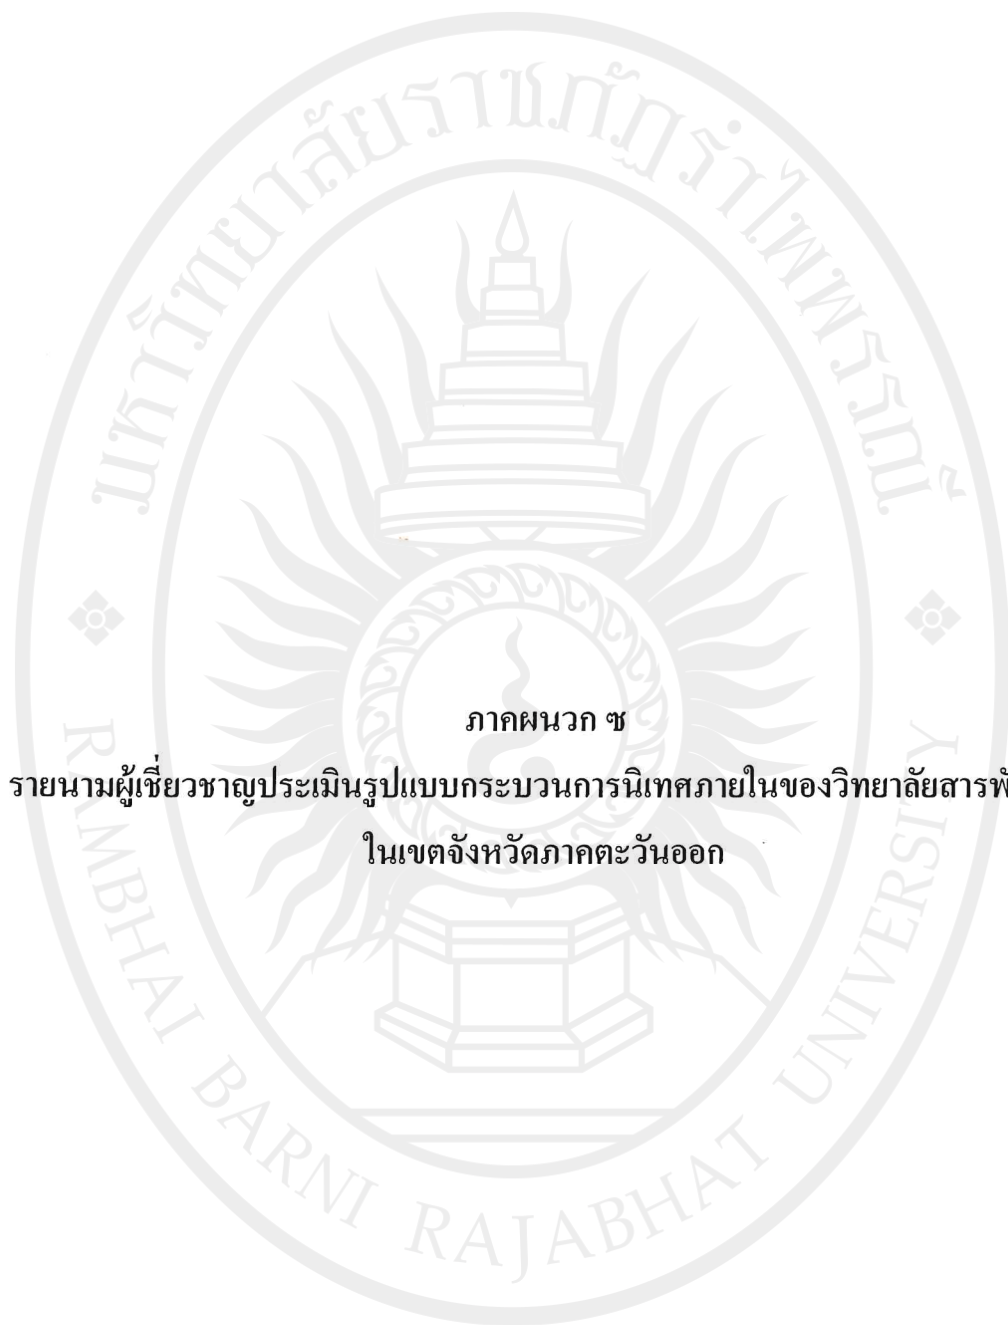 มหาวิทยาลัยราชภัฏรำไพพรรณี
ภาคผนวก ซ
รายนามผู้เชี่ยวชาญประเมินรูปแบบกระบวนการนิเทศภายในของวิทยาลัยสารพั
ในเขตจังหวัดภาคตะวันออก
RAMBHAI BARNI RAJABHAT UNIVERSITY